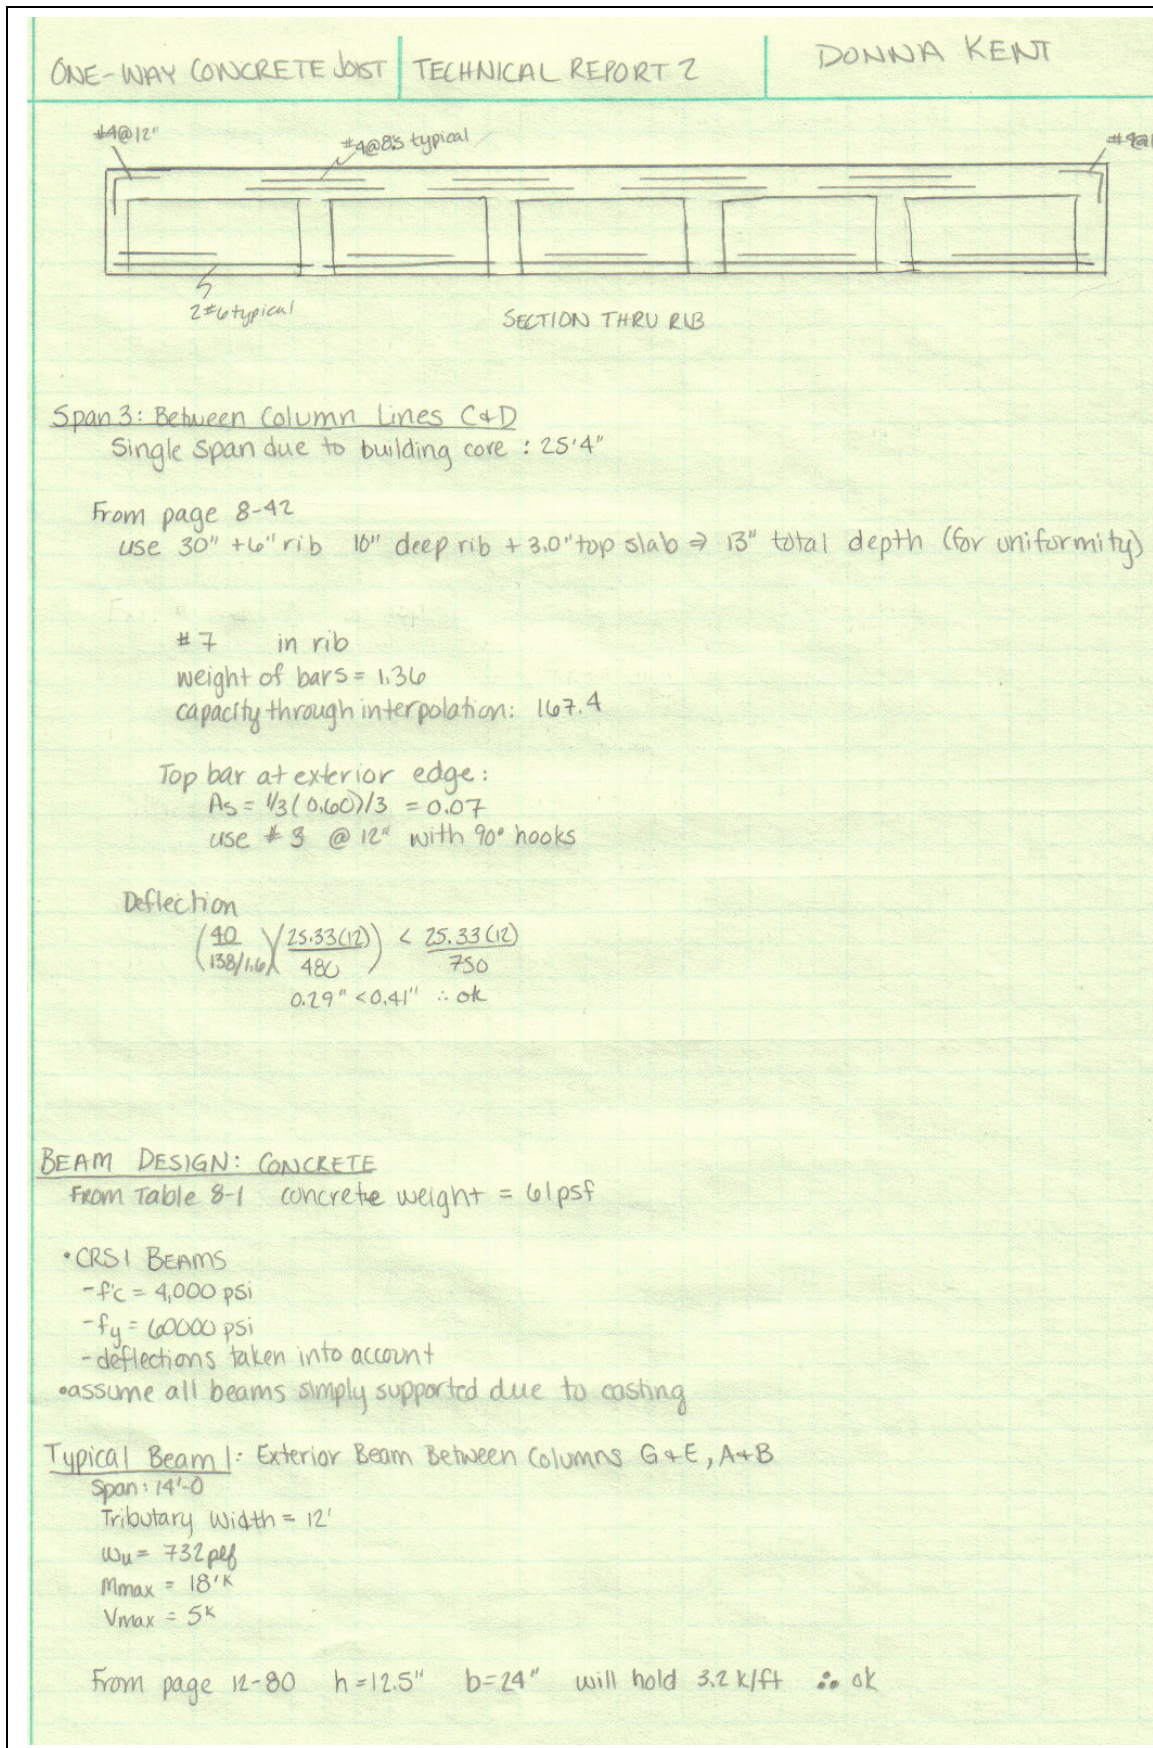 ONE-WAY CONCRETE JOIST TECHNICAL REPORT 2 DONNA KENT
#4@12" #4@8.5 typical #4@1
2#6 typical
SECTION THRU RIB
Span 3: Between Column Lines C+D
Single span due to building core : 25'4"
From page 8-42
use 30" + 6" rib 10" deep rib + 3.0" top slab ⇒ 13" total depth (for uniformity)
#7 in rib
weight of bars = 1.36
capacity through interpolation: 167.4
Top bar at exterior edge:
As = 1/3(0.60)/3 = 0.07
use #3 @ 12" with 90° hooks
Deflection
(40 / 138/1.6)(25.33(12) / 480) < 25.33(12) / 750
0.29" < 0.41" ∴ ok
BEAM DESIGN: CONCRETE
From Table 8-1 concrete weight = 61psf
• CRSI BEAMS
- f'c = 4,000 psi
- fy = 60000 psi
- deflections taken into account
• assume all beams simply supported due to casting
Typical Beam 1: Exterior Beam Between Columns G+E, A+B
Span: 14'-0
Tributary Width = 12'
Wu = 732 plf
Mmax = 18'k
Vmax = 5k
From page 12-80 h=12.5" b=24" will hold 3.2 k/ft ∴ ok